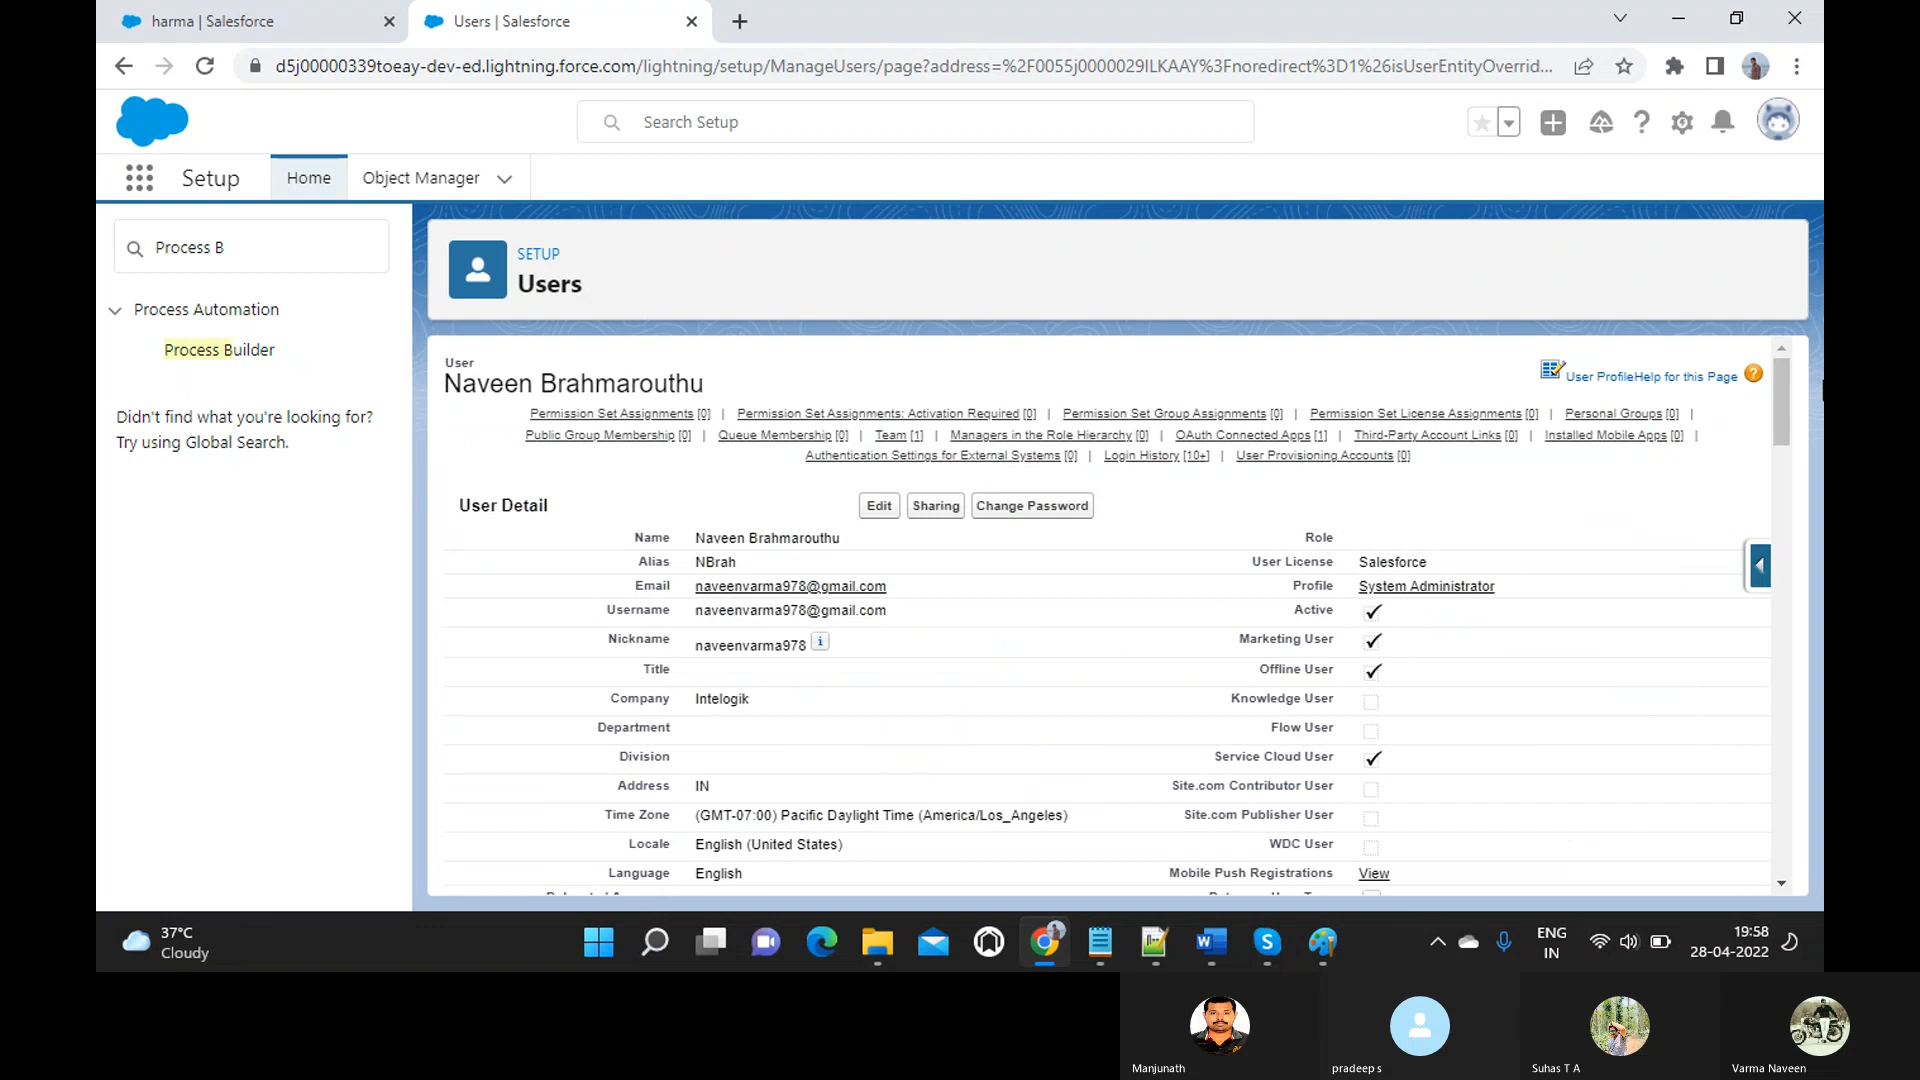 harma | Salesforce
Users | Salesforce
d5j00000339toeay-dev-ed.lightning.force.com/lightning/setup/ManageUsers/page?address=%2F0055j0000029ILKAAY%3Fnoredirect%3D1%26isUserEntityOverrid...
Search Setup
Setup
Home
Object Manager
Process B
Process Automation
Process Builder
Didn't find what you're looking for?
Try using Global Search.
SETUP
Users
User
Naveen Brahmarouthu
User Profile
Help for this Page
Permission Set Assignments [0] | Permission Set Assignments: Activation Required [0] | Permission Set Group Assignments [0] | Permission Set License Assignments [0] | Personal Groups [0] |
Public Group Membership [0] | Queue Membership [0] | Team [1] | Managers in the Role Hierarchy [0] | OAuth Connected Apps [1] | Third-Party Account Links [0] | Installed Mobile Apps [0] |
Authentication Settings for External Systems [0] | Login History [10+] | User Provisioning Accounts [0]
User Detail
Edit
Sharing
Change Password
Name Naveen Brahmarouthu
Role
Alias NBrah
User License Salesforce
Email naveenvarma978@gmail.com
Profile System Administrator
Username naveenvarma978@gmail.com
Active
Nickname naveenvarma978
Marketing User
Title
Offline User
Company Intelogik
Knowledge User
Department
Flow User
Division
Service Cloud User
Address IN
Site.com Contributor User
Time Zone (GMT-07:00) Pacific Daylight Time (America/Los_Angeles)
Site.com Publisher User
Locale English (United States)
WDC User
Language English
Mobile Push Registrations View
37°C
Cloudy
ENG
IN
19:58
28-04-2022
Manjunath
pradeep s
Suhas T A
Varma Naveen